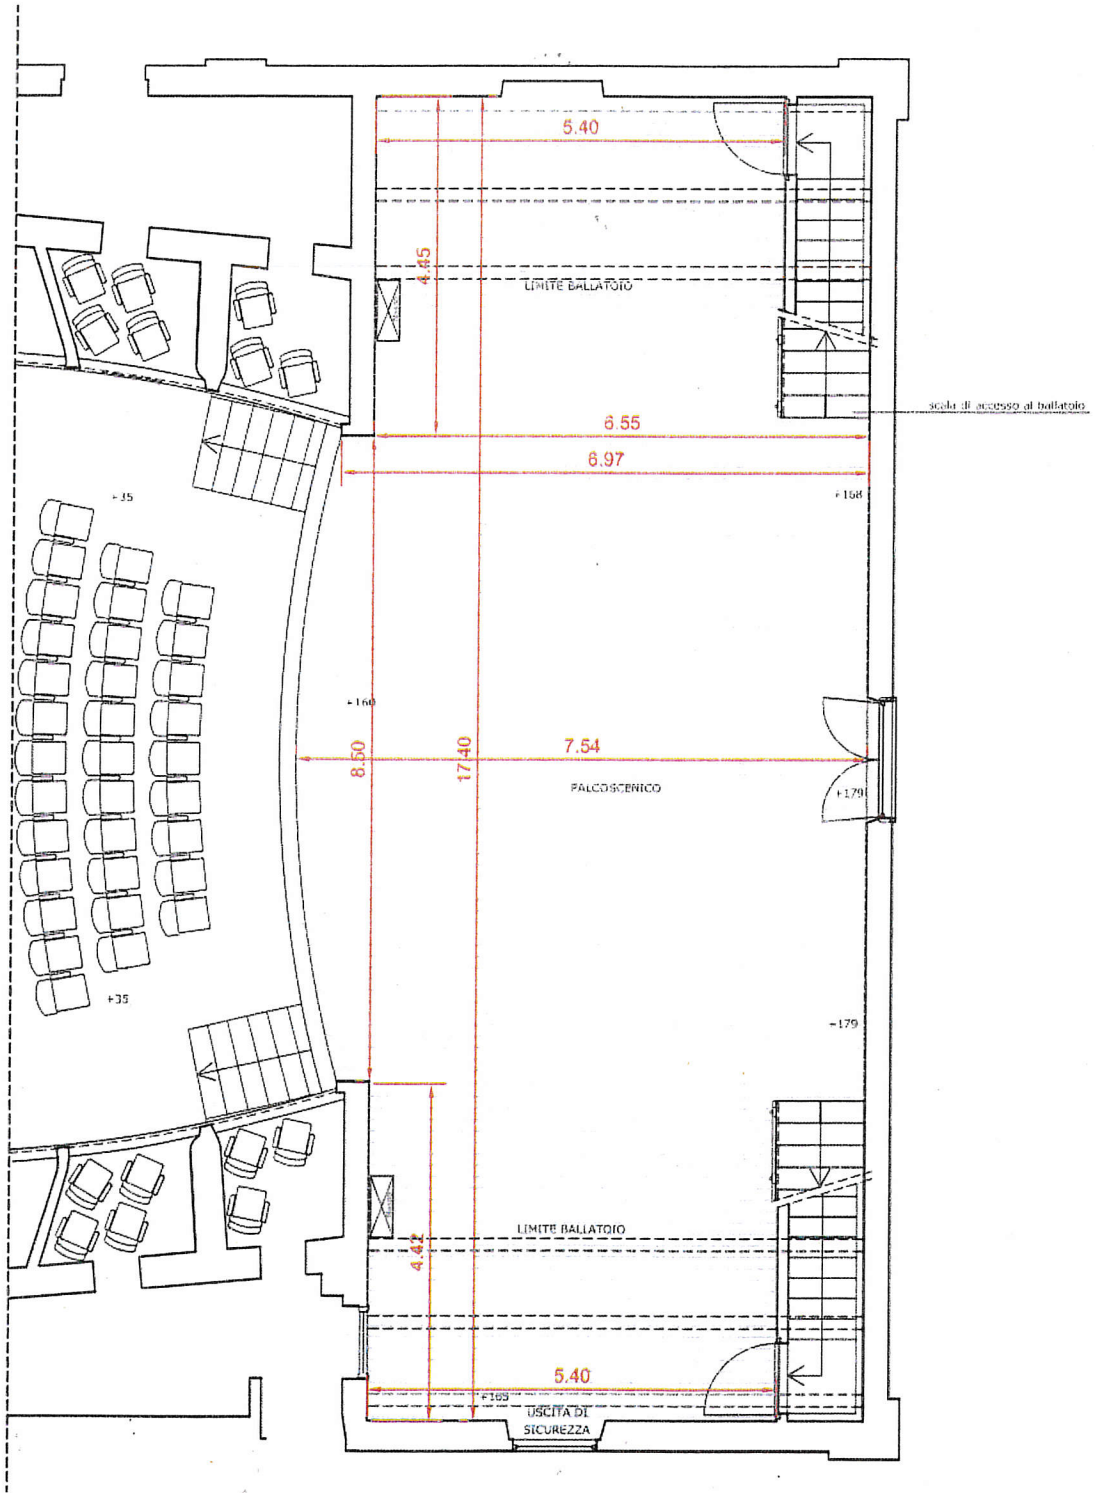 5.40
4.45
LIMITE BALLATOIO
scala di accesso al ballatoio
6.55
6.97
+35
+168
+160
8.50
17.40
7.54
PALCOSCENICO
+179
+35
+179
LIMITE BALLATOIO
4.42
5.40
+165
USCITA DI
SICUREZZA